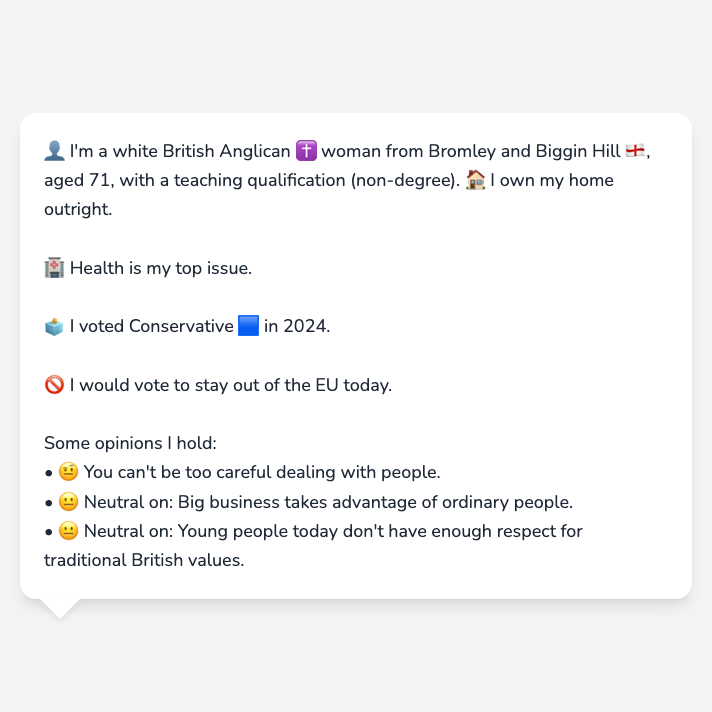 👤 I'm a white British Anglican ✝️ woman from Bromley and Biggin Hill 🏴󠁧󠁢󠁥󠁮󠁧󠁿,
aged 71, with a teaching qualification (non-degree). 🏠 I own my home
outright.
🏥 Health is my top issue.
🗳️ I voted Conservative 🟦 in 2024.
🚫 I would vote to stay out of the EU today.
Some opinions I hold:
• 🤨 You can't be too careful dealing with people.
• 😐 Neutral on: Big business takes advantage of ordinary people.
• 😐 Neutral on: Young people today don't have enough respect for
traditional British values.